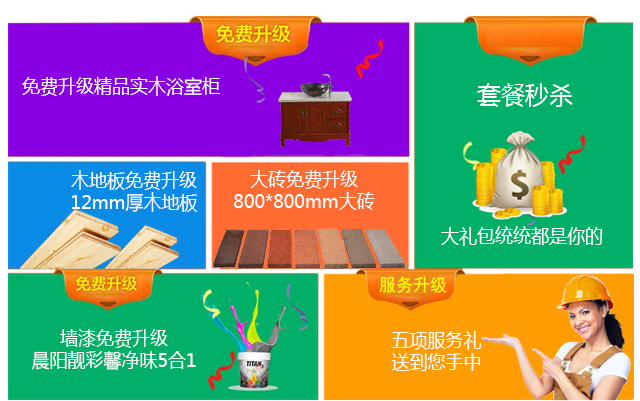 免费升级
免费升级精品实木浴室柜
套餐秒杀
$
大礼包统统都是你的
木地板免费升级
12mm厚木地板
大砖免费升级
800*800mm大砖
免费升级
墙漆免费升级
晨阳靓彩馨净味5合1
TITAN
服务升级
五项服务礼
送到您手中